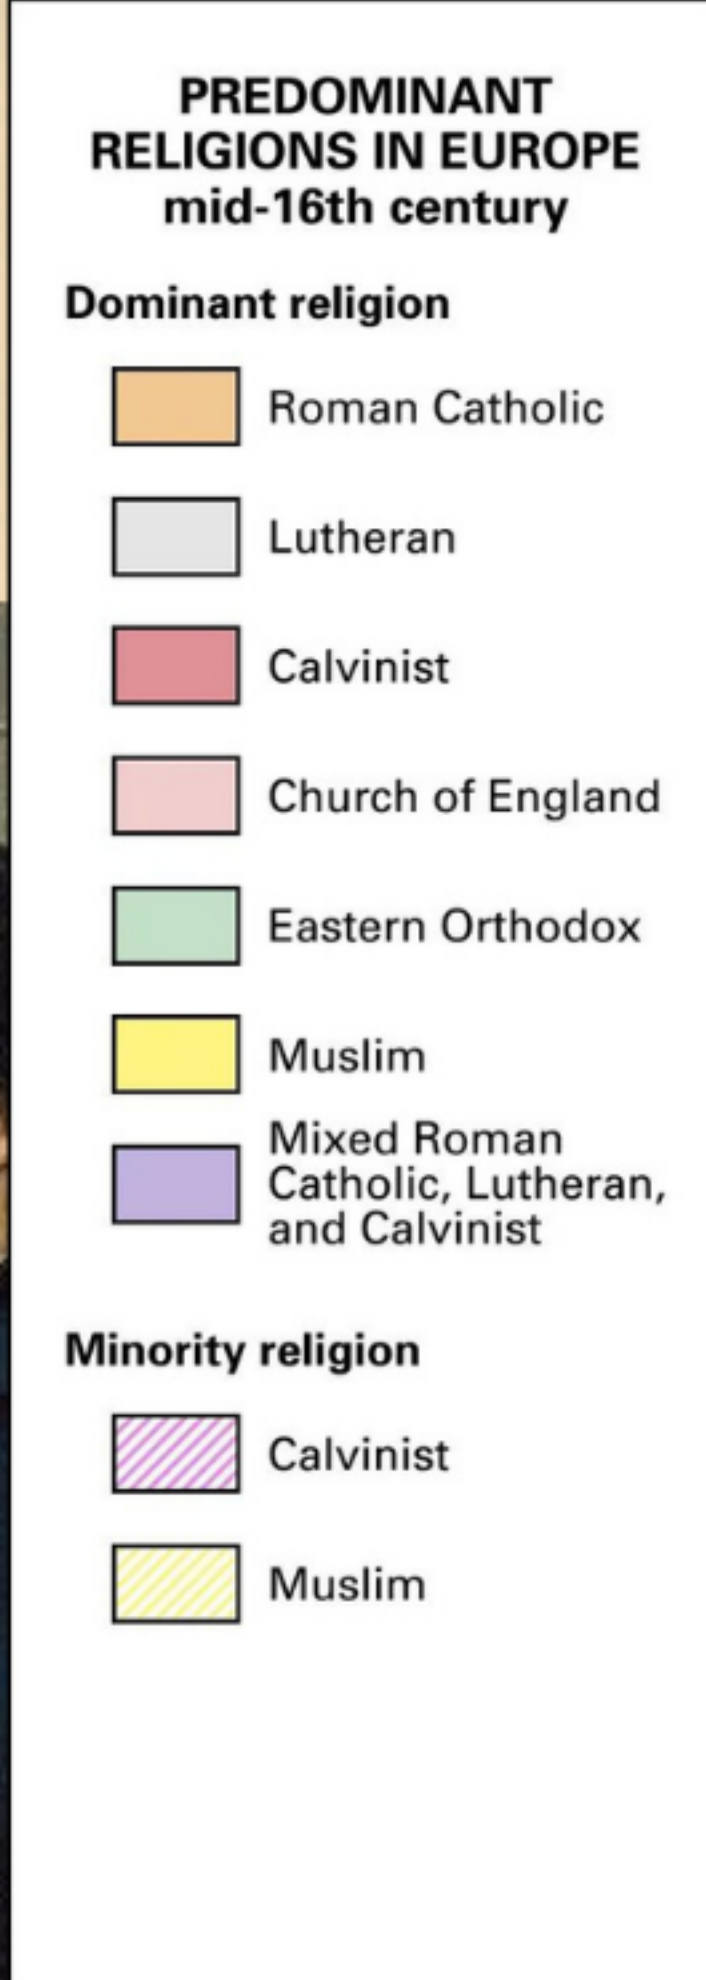 PREDOMINANT
RELIGIONS IN EUROPE
mid-16th century
Dominant religion
Roman Catholic
Lutheran
Calvinist
Church of England
Eastern Orthodox
Muslim
Mixed Roman
Catholic, Lutheran,
and Calvinist
Minority religion
Calvinist
Muslim